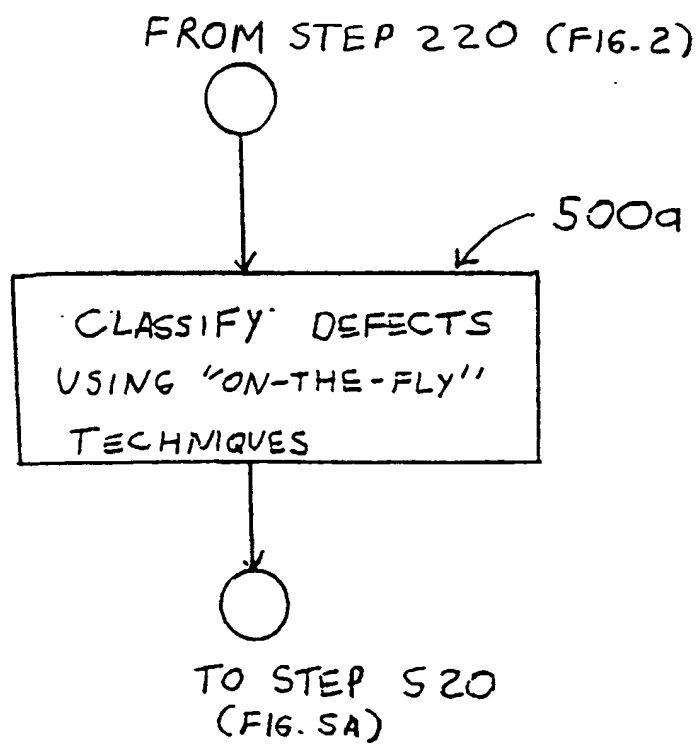 FROM STEP 220 (FIG. 2)
500a
CLASSIFY DEFECTS
USING "ON-THE-FLY"
TECHNIQUES
TO STEP 520
(FIG. 5A)